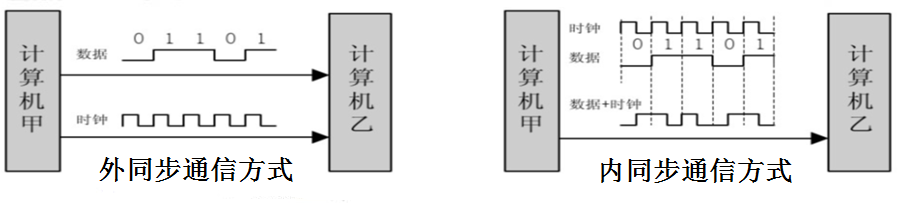 计算机甲
数据
0 1 1 0 1
时钟
计算机乙
外同步通信方式
计算机甲
时钟
0 1 1 0 1
数据
数据+时钟
计算机乙
内同步通信方式